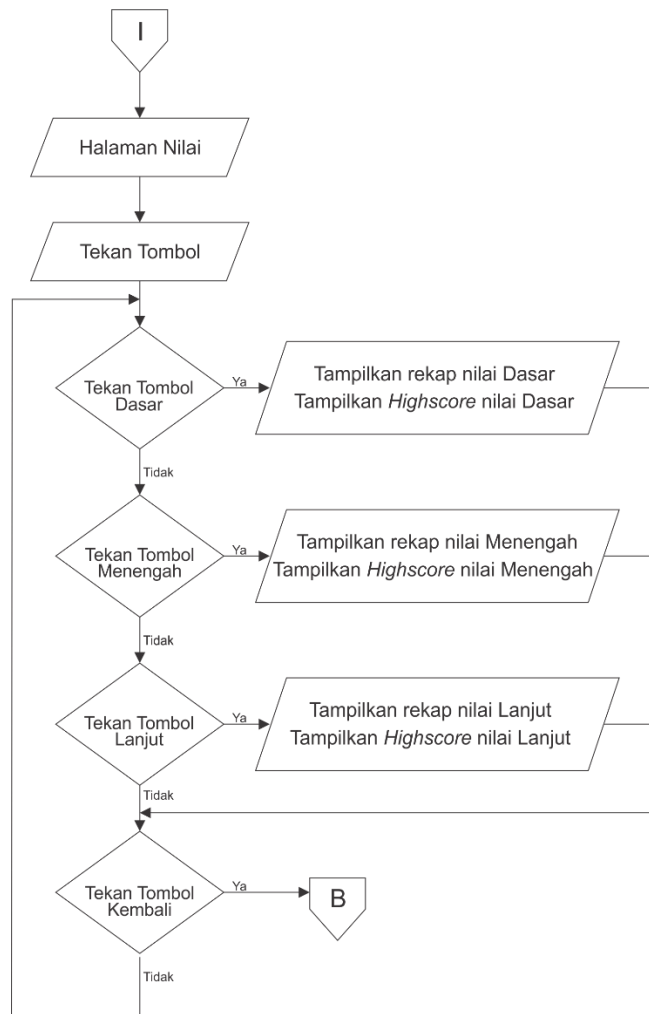 I
Halaman Nilai
Tekan Tombol
Tekan Tombol
Dasar
Ya
Tampilkan rekap nilai Dasar
Tampilkan Highscore nilai Dasar
Tidak
Tekan Tombol
Menengah
Ya
Tampilkan rekap nilai Menengah
Tampilkan Highscore nilai Menengah
Tidak
Tekan Tombol
Lanjut
Ya
Tampilkan rekap nilai Lanjut
Tampilkan Highscore nilai Lanjut
Tidak
Tekan Tombol
Kembali
Ya
B
Tidak